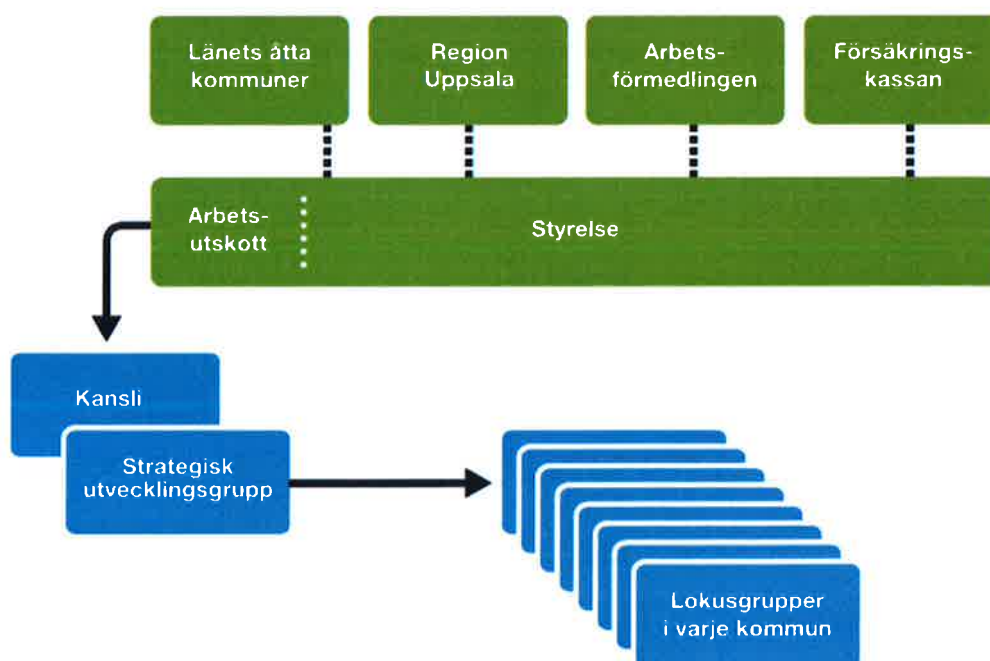 Länets åtta
kommuner
Region
Uppsala
Arbets-
förmedlingen
Försäkrings-
kassan
Arbets-
utskott
Styrelse
Kansli
Strategisk
utvecklingsgrupp
Lokusgrupper
i varje kommun